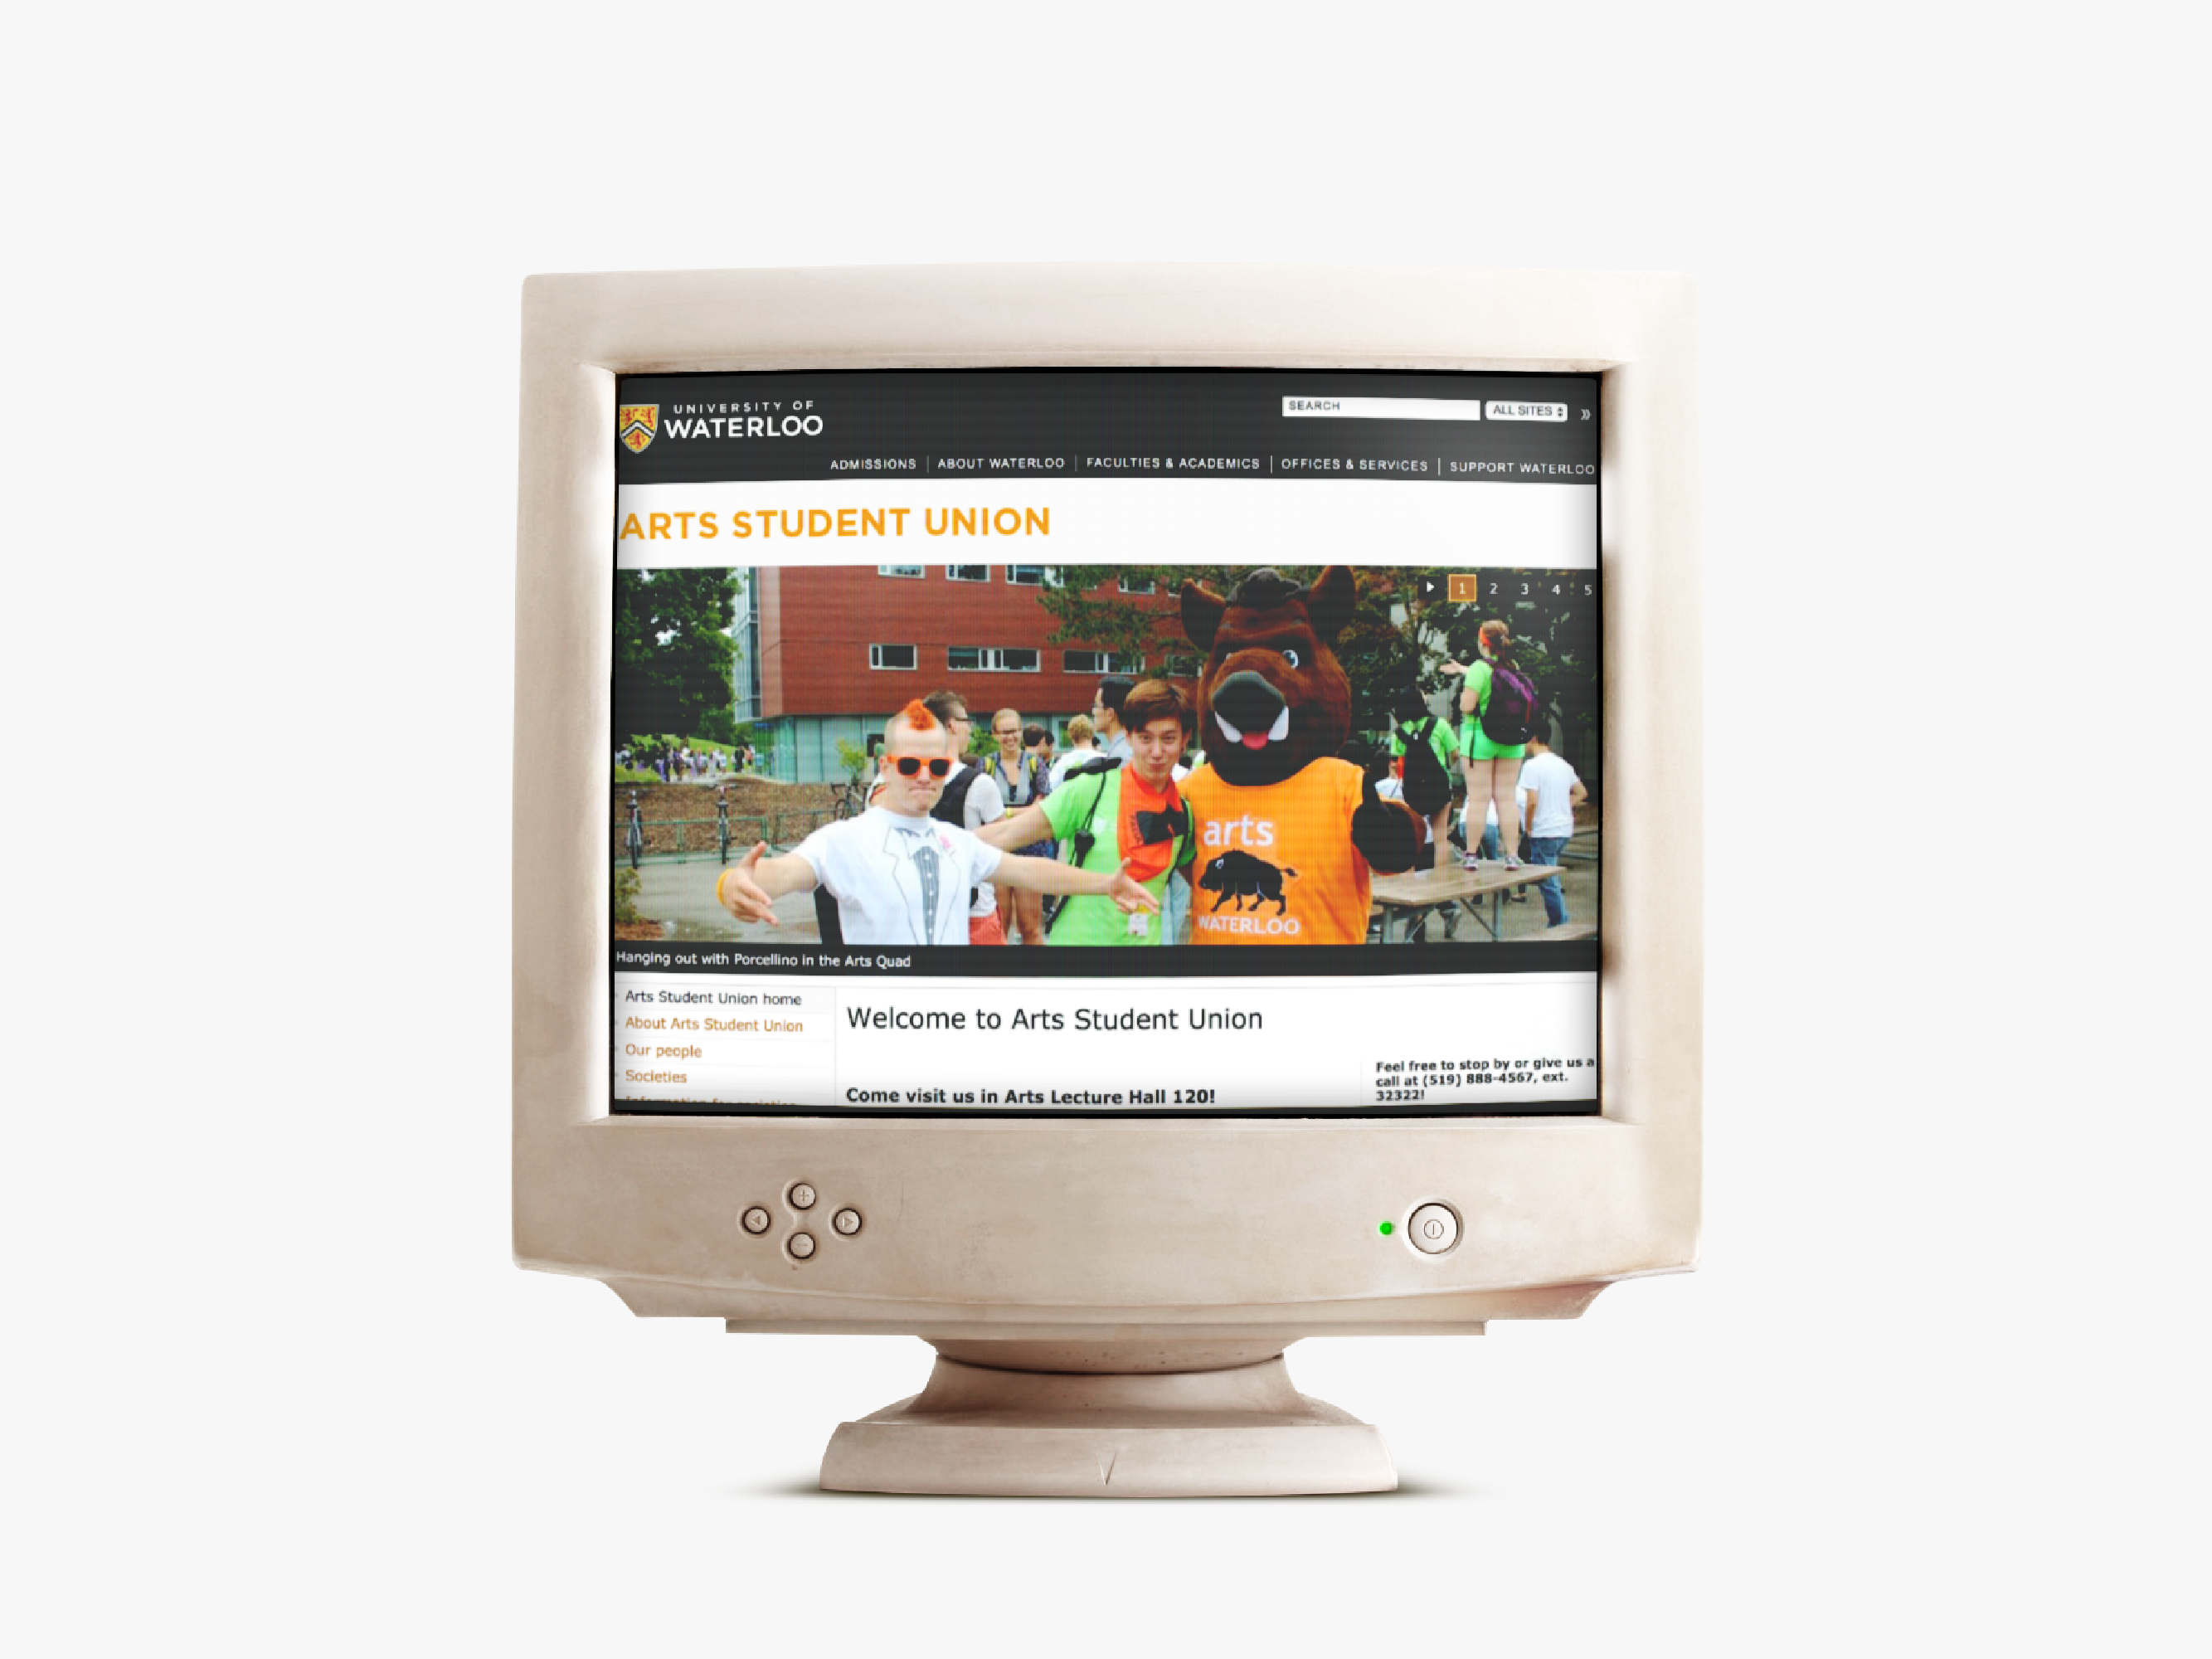 UNIVERSITY OF
WATERLOO
SEARCH
ALL SITES
»
ADMISSIONS | ABOUT WATERLOO | FACULTIES & ACADEMICS | OFFICES & SERVICES | SUPPORT WATERLOO
ARTS STUDENT UNION
1 2 3 4 5
arts
WATERLOO
Hanging out with Porcellino in the Arts Quad
Arts Student Union home
About Arts Student Union
Our people
Societies
Information for societies
Welcome to Arts Student Union
Come visit us in Arts Lecture Hall 120!
Feel free to stop by or give us a
call at (519) 888-4567, ext.
32322!